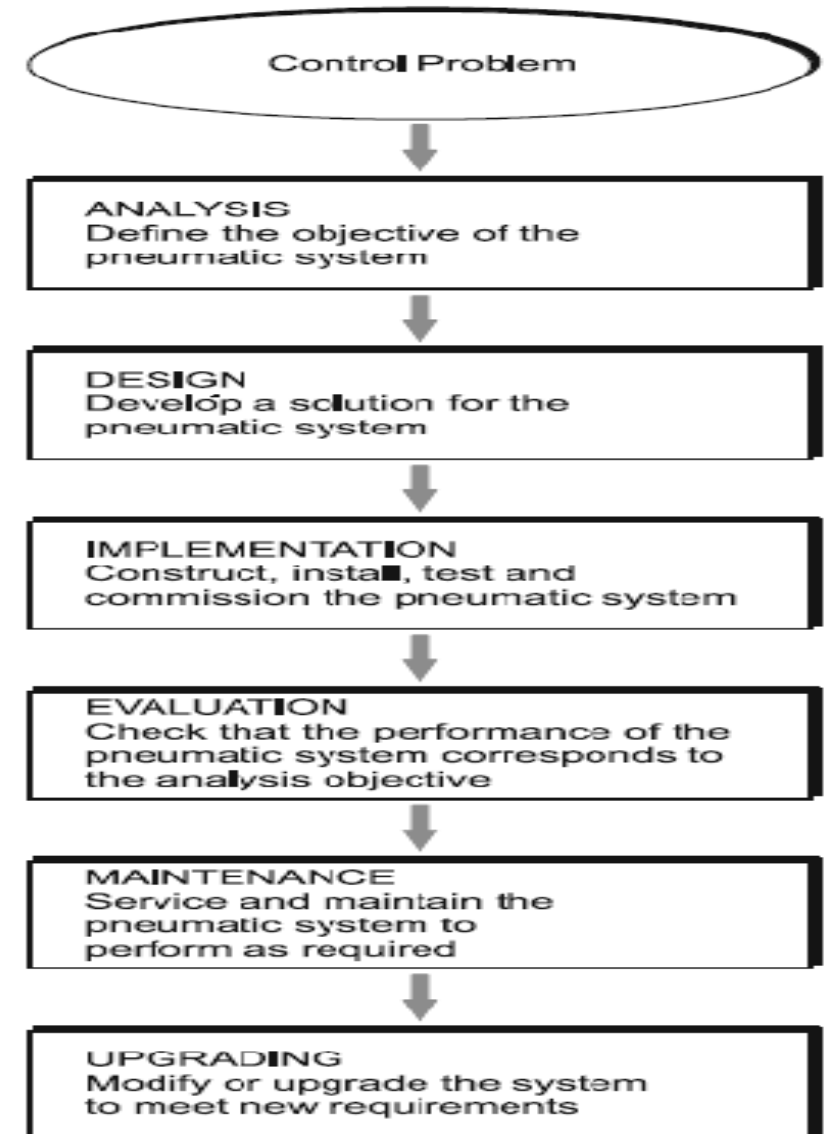 Control Problem
ANALYSIS
Define the objective of the
pneumatic system
DESIGN
Develop a solution for the
pneumatic system
IMPLEMENTATION
Construct, install, test and
commission the pneumatic system
EVALUATION
Check that the performance of the
pneumatic system corresponds to
the analysis objective
MAINTENANCE
Service and maintain the
pneumatic system to
perform as required
UPGRADING
Modify or upgrade the system
to meet new requirements